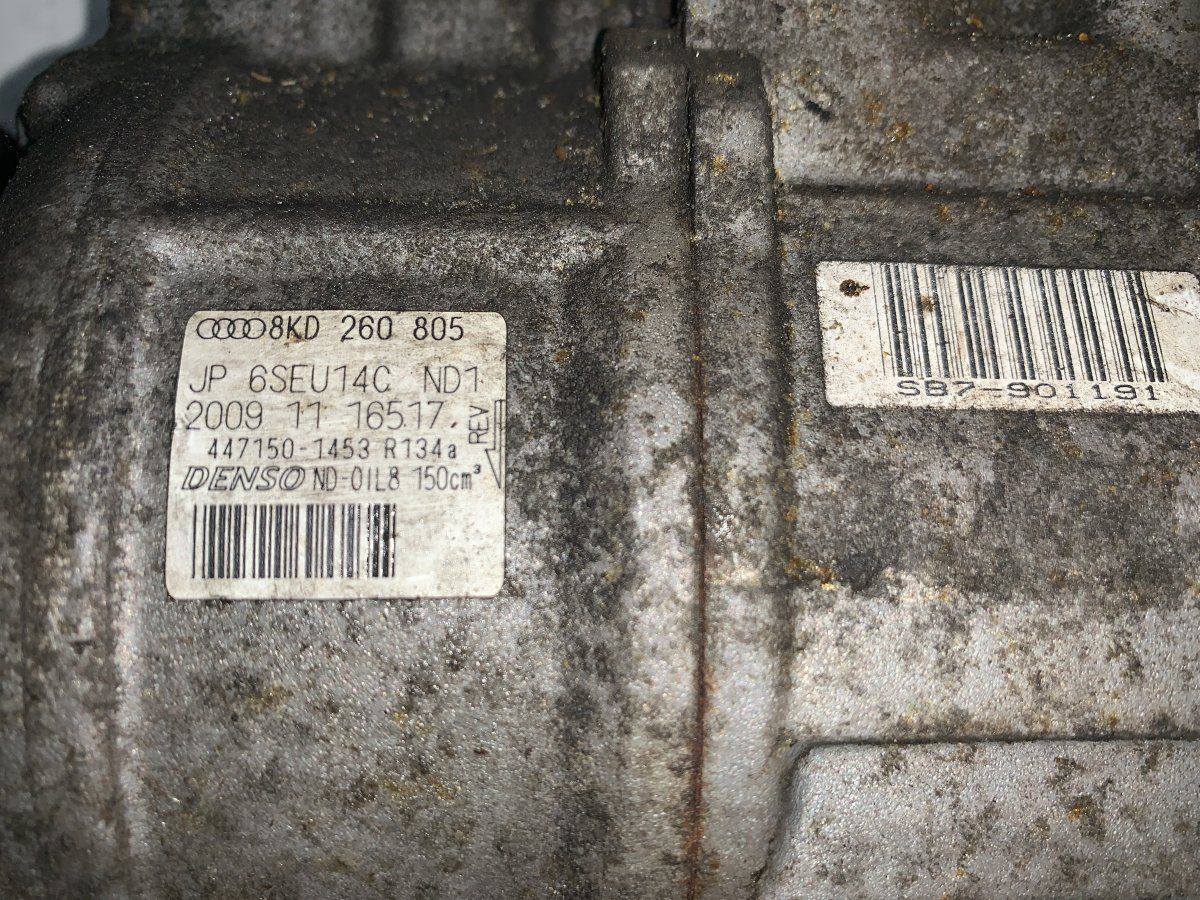 8KD 260 805
JP 6SEU14C ND1
2009 11 16517
REV
447150-1453 R134a
DENSO ND-OIL8 150cm³
SB7-901191